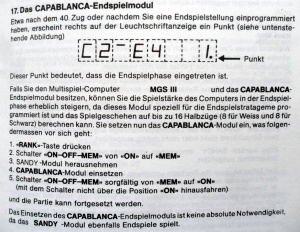 17. Das CAPABLANCA-Endspielmodul
Etwa nach dem 40. Zug oder nachdem Sie eine Endspielstellung einprogrammiert
haben, erscheint rechts auf der Leuchtschriftanzeige ein Punkt (siehe untenste-
hende Abbildung)
C2-E4 1.
Punkt
Dieser Punkt bedeutet, dass die Endspielphase eingetreten ist.
Falls Sie den Multispiel-Computer MGS III und das CAPABLANCA-
Endspielmodul besitzen, können Sie die Spielstärke des Computers in der Endspiel-
phase erheblich steigern, da dieses Modul speziell für die Endspielstrategie pro-
grammiert ist und das Spielgeschehen auf bis zu 16 Halbzüge (8 für Weiss und 8 für
Schwarz) berechnen kann. Sie setzen nun das CAPABLANCA-Modul ein, was folgen-
dermassen vor sich geht:
1. «RANK»-Taste drücken
2. Schalter «ON-OFF-MEM» von «ON» auf «MEM»
3. SANDY-Modul herausnehmen
4. CAPABLANCA-Modul einsetzen
5. Schalter «ON-OFF-MEM» sorgfältig von «MEM» auf «ON»
(mit dem Schalter nicht über die Position «ON» hinausfahren)
und die Partie kann fortgesetzt werden.
Das Einsetzen des CAPABLANCA-Endspielmoduls ist keine absolute Notwendigkeit,
da das SANDY -Modul ebenfalls Endspiele spielt.